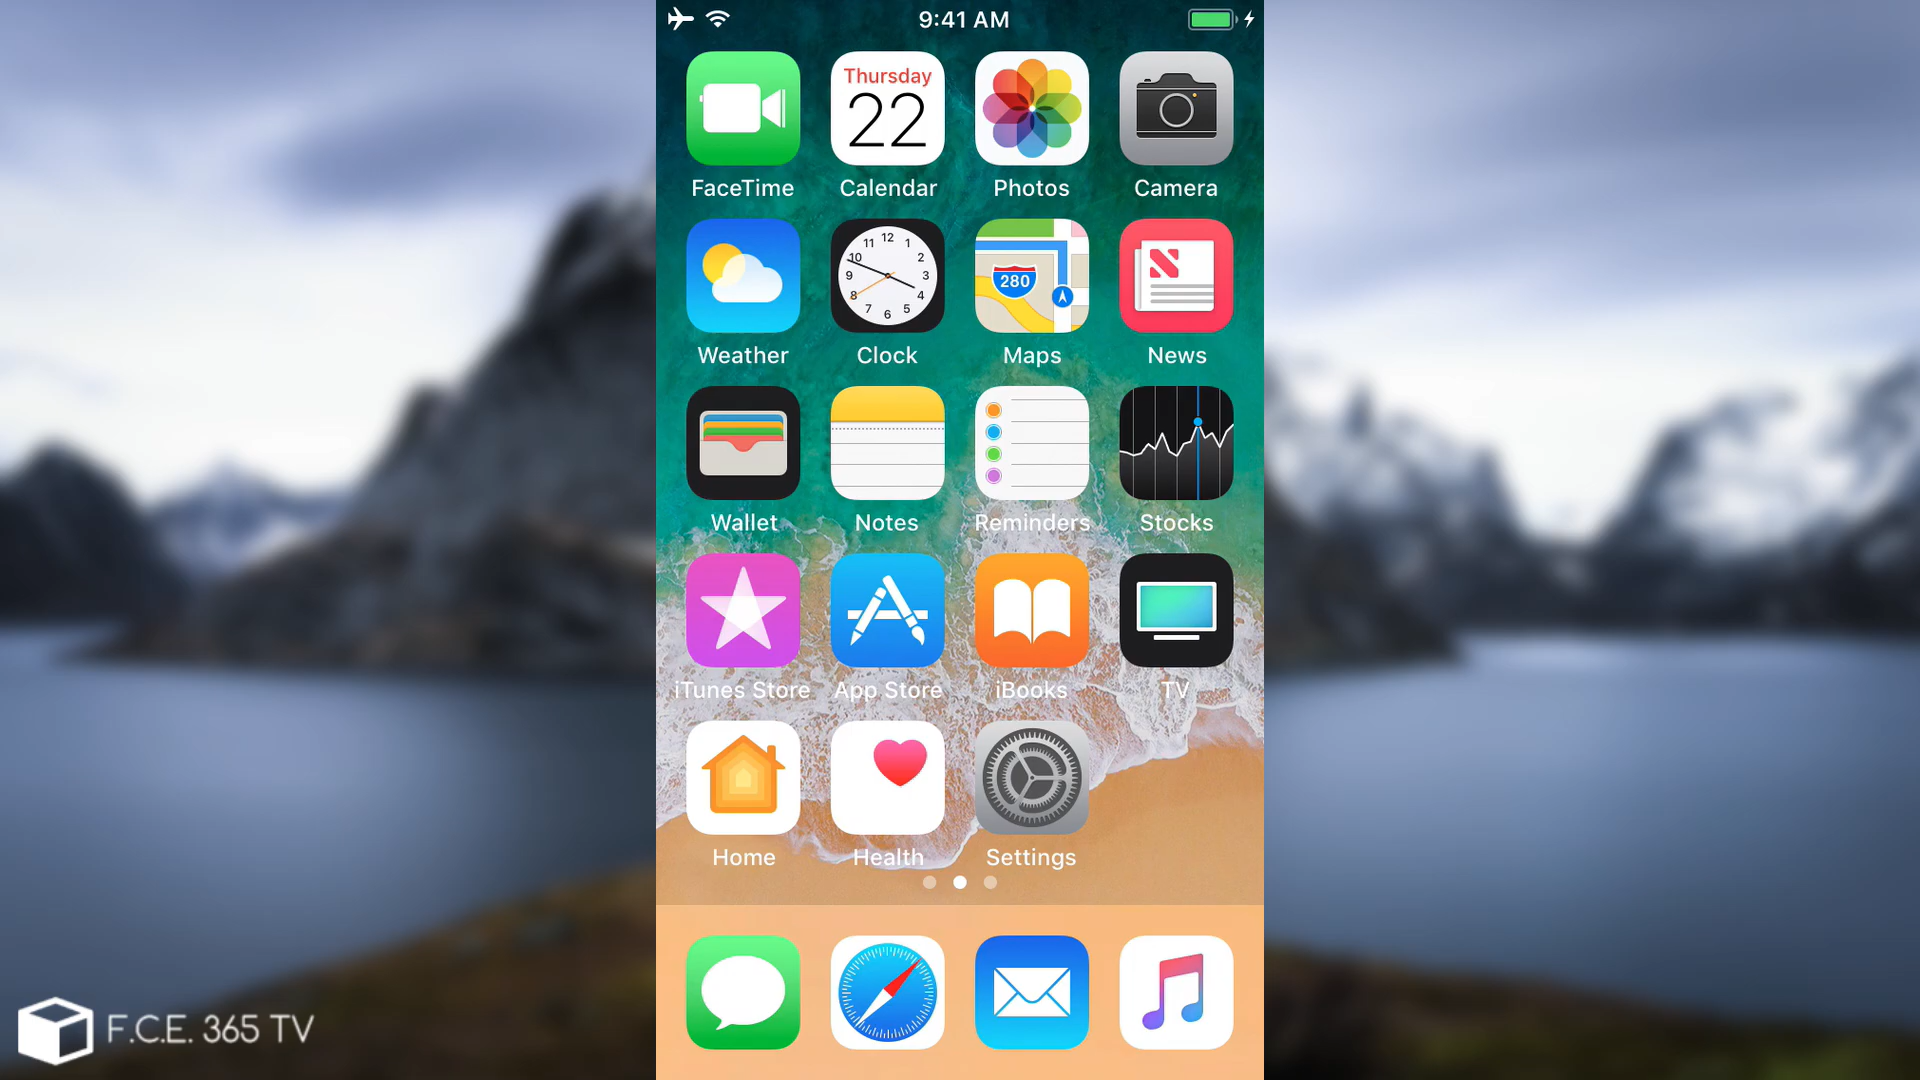 9:41 AM
Thursday
22
FaceTime Calendar Photos Camera
12
11 1
10 2
9 3
8 4
7 5
6
280
Weather Clock Maps News
Wallet Notes Reminders Stocks
iTunes Store App Store iBooks TV
Home Health Settings
F.C.E. 365 TV